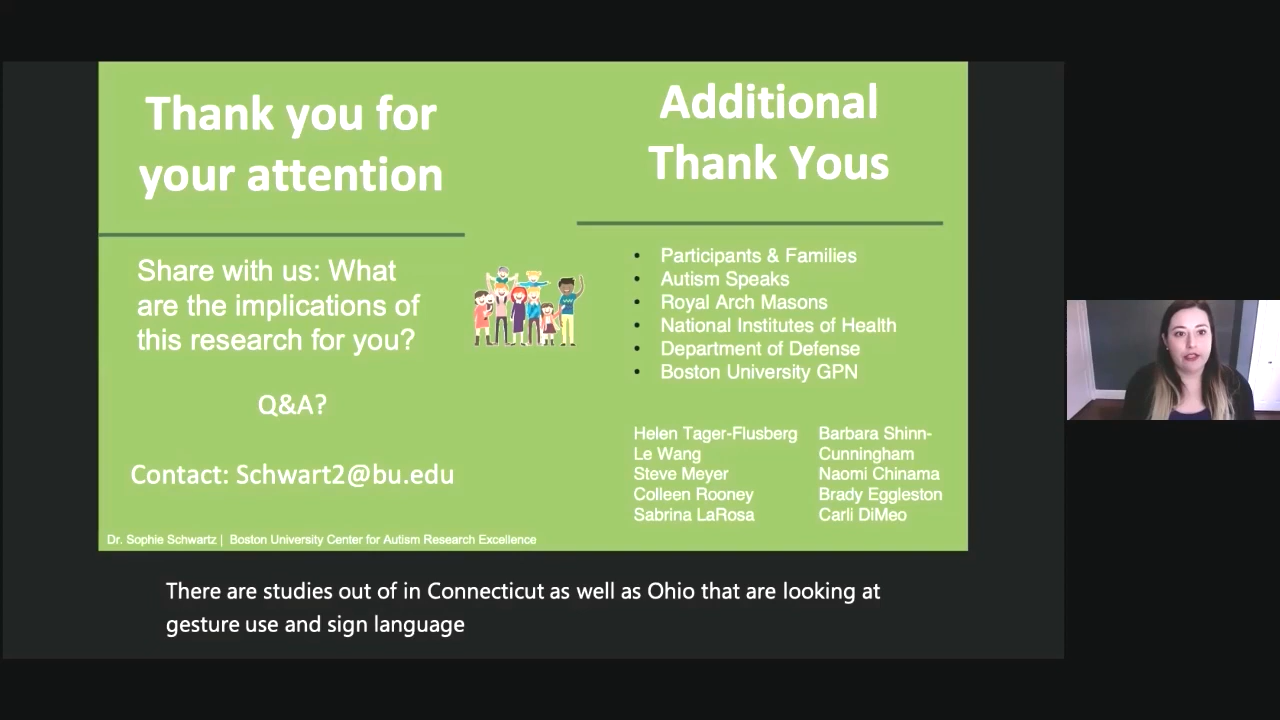 Thank you for
your attention
Share with us: What
are the implications of
this research for you?
Q&A?
Contact: Schwart2@bu.edu
Dr. Sophie Schwartz | Boston University Center for Autism Research Excellence
Additional
Thank Yous
• Participants & Families
• Autism Speaks
• Royal Arch Masons
• National Institutes of Health
• Department of Defense
• Boston University GPN
Helen Tager-Flusberg
Le Wang
Steve Meyer
Colleen Rooney
Sabrina LaRosa
Barbara Shinn-
Cunningham
Naomi Chinama
Brady Eggleston
Carli DiMeo
There are studies out of in Connecticut as well as Ohio that are looking at
gesture use and sign language